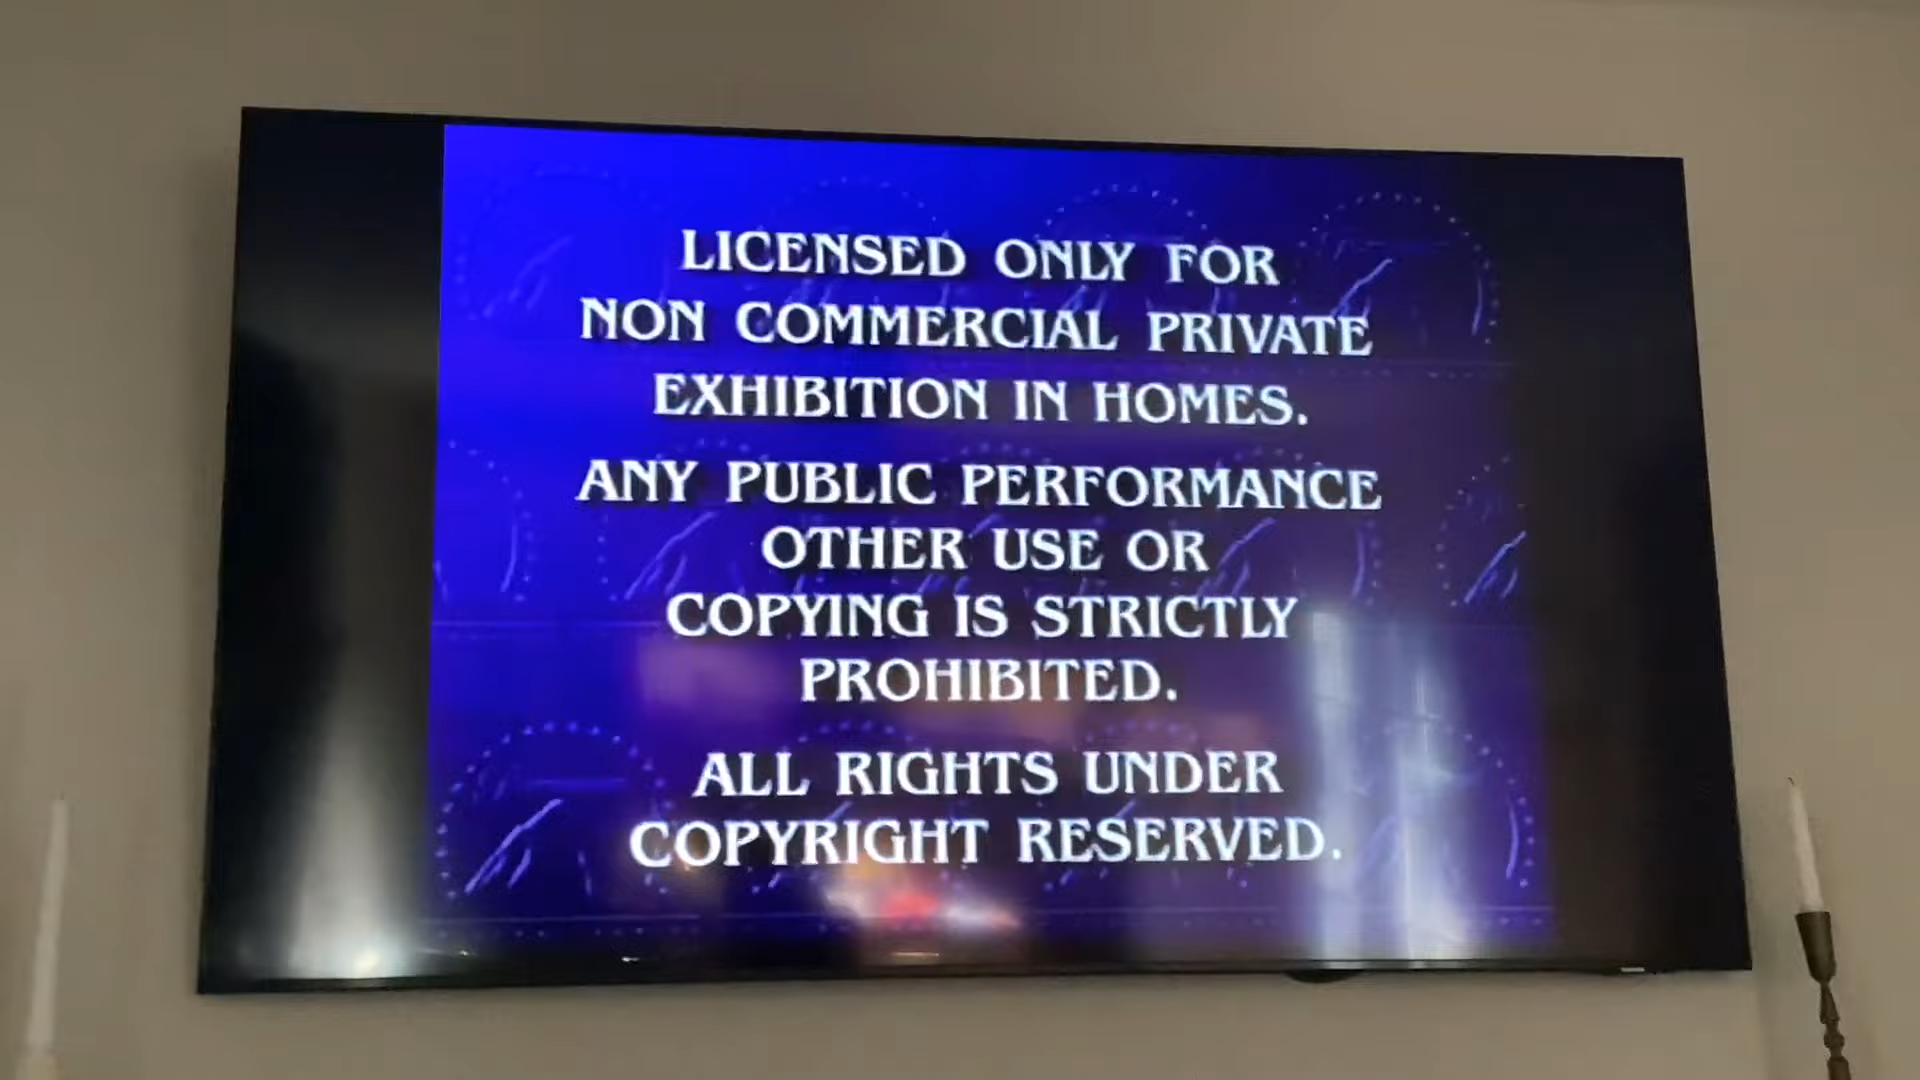 LICENSED ONLY FOR
NON COMMERCIAL PRIVATE
EXHIBITION IN HOMES.
ANY PUBLIC PERFORMANCE
OTHER USE OR
COPYING IS STRICTLY
PROHIBITED.
ALL RIGHTS UNDER
COPYRIGHT RESERVED.